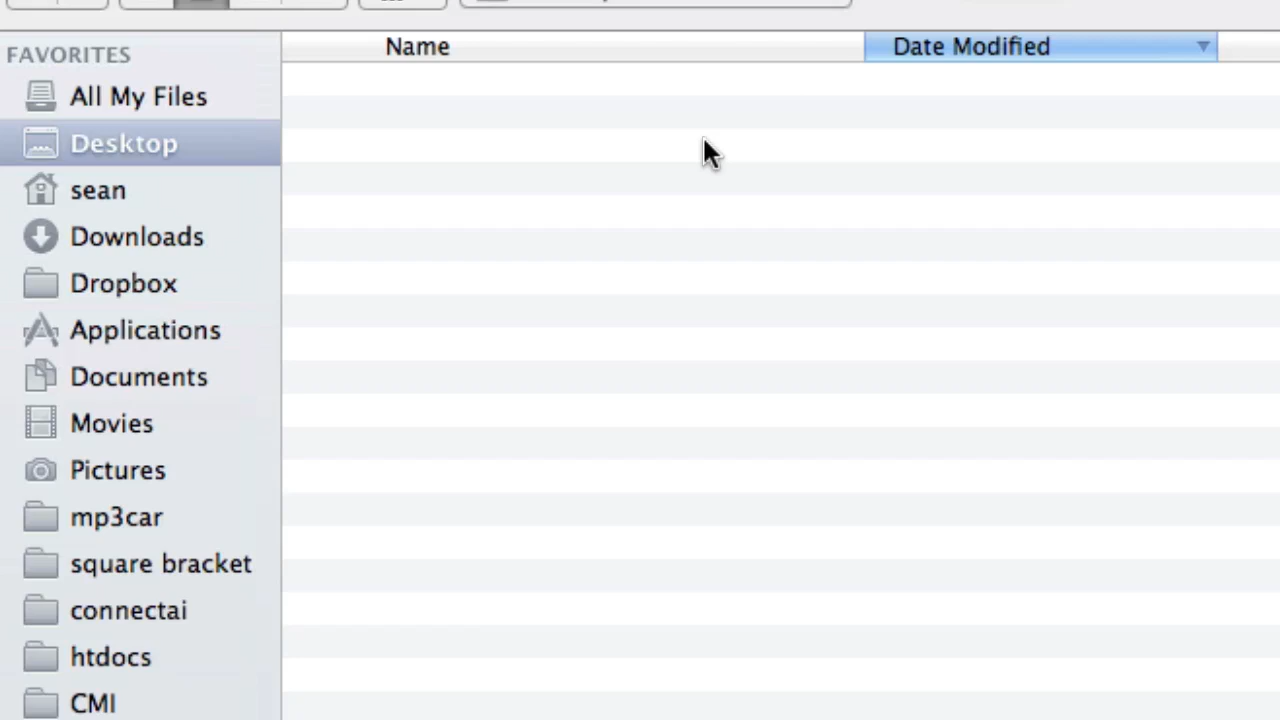 FAVORITES
Name
Date Modified
All My Files
Desktop
sean
Downloads
Dropbox
Applications
Documents
Movies
Pictures
mp3car
square bracket
connectai
htdocs
CMI